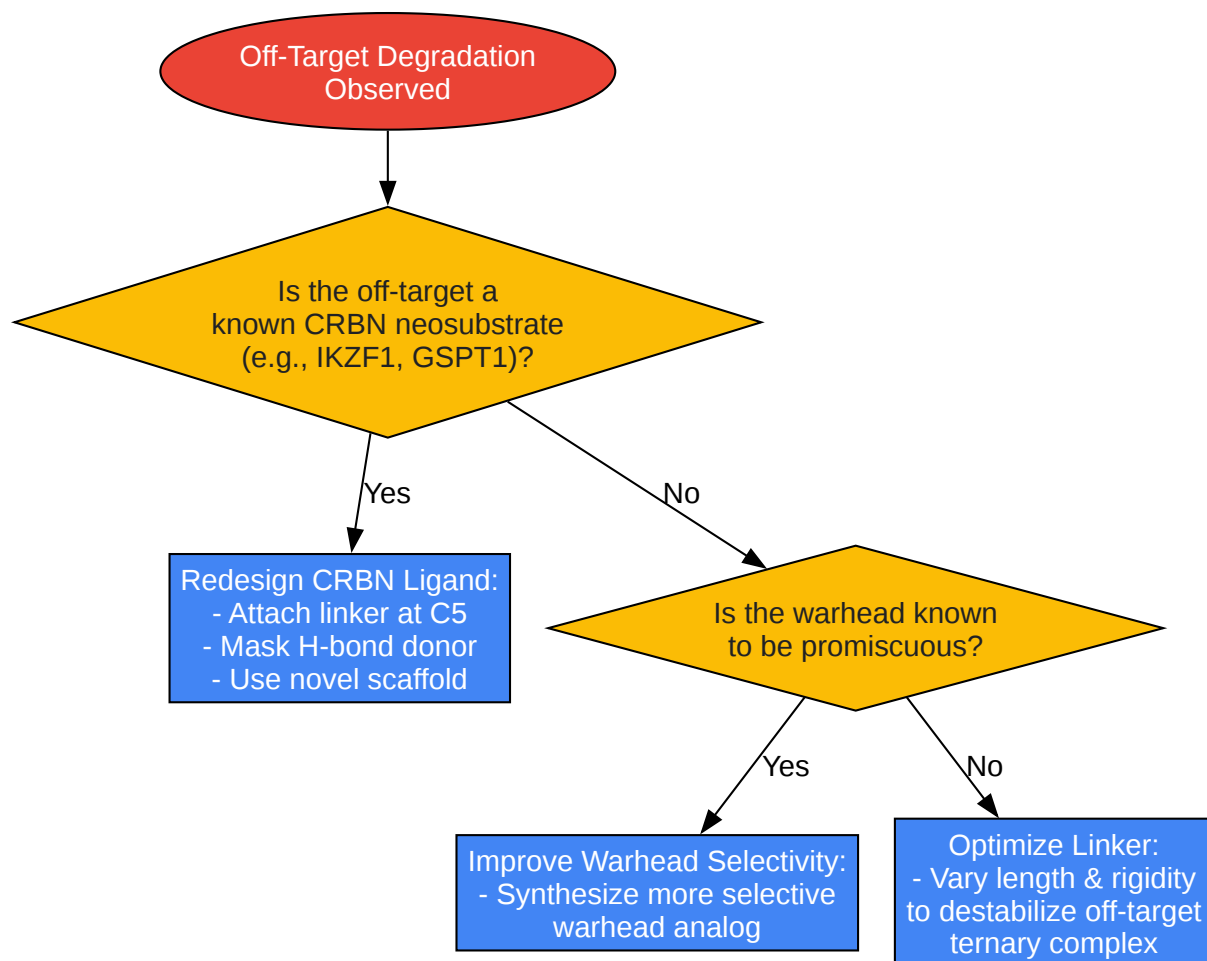 Off-Target Degradation
Observed
Is the off-target a
known CRBN neosubstrate
(e.g., IKZF1, GSPT1)?
Yes
No
Redesign CRBN Ligand:
- Attach linker at C5
- Mask H-bond donor
- Use novel scaffold
Is the warhead known
to be promiscuous?
Yes
No
Improve Warhead Selectivity:
- Synthesize more selective
warhead analog
Optimize Linker:
- Vary length & rigidity
to destabilize off-target
ternary complex